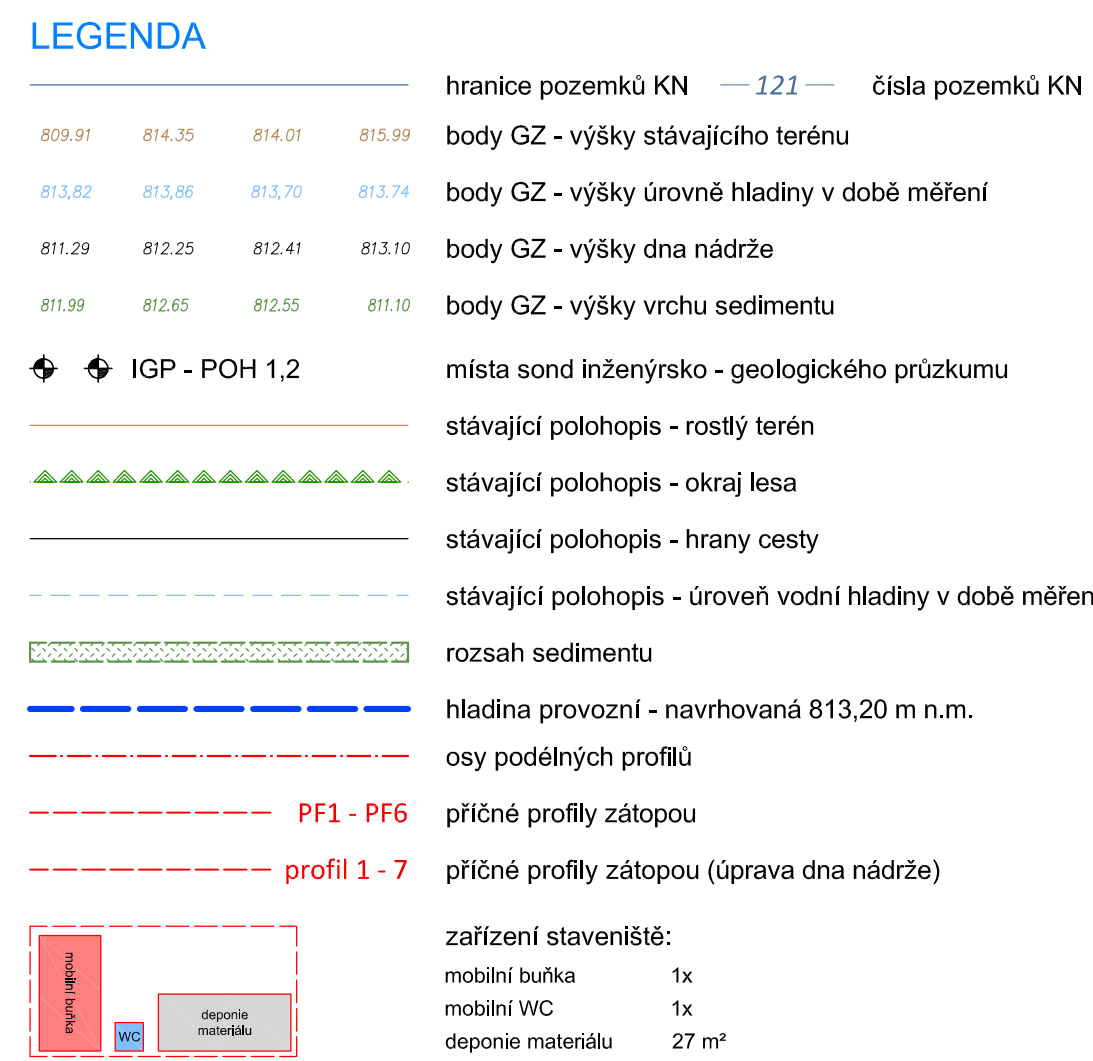 LEGENDA
hranice pozemků KN — 121 — čísla pozemků KN
809.91 814.35 814.01 815.99 body GZ - výšky stávajícího terénu
813,82 813,86 813,70 813.74 body GZ - výšky úrovně hladiny v době měření
811.29 812.25 812.41 813.10 body GZ - výšky dna nádrže
811.99 812.65 812.55 811.10 body GZ - výšky vrchu sedimentu
IGP - POH 1,2 místa sond inženýrsko - geologického průzkumu
stávající polohopis - rostlý terén
stávající polohopis - okraj lesa
stávající polohopis - hrany cesty
stávající polohopis - úroveň vodní hladiny v době měřen
rozsah sedimentu
hladina provozní - navrhovaná 813,20 m n.m.
osy podélných profilů
PF1 - PF6 příčné profily zátopou
profil 1 - 7 příčné profily zátopou (úprava dna nádrže)
zařízení staveniště:
mobilní buňka 1x
mobilní WC 1x
deponie materiálu 27 m²
mobilní buňka
WC
deponie
materiálu